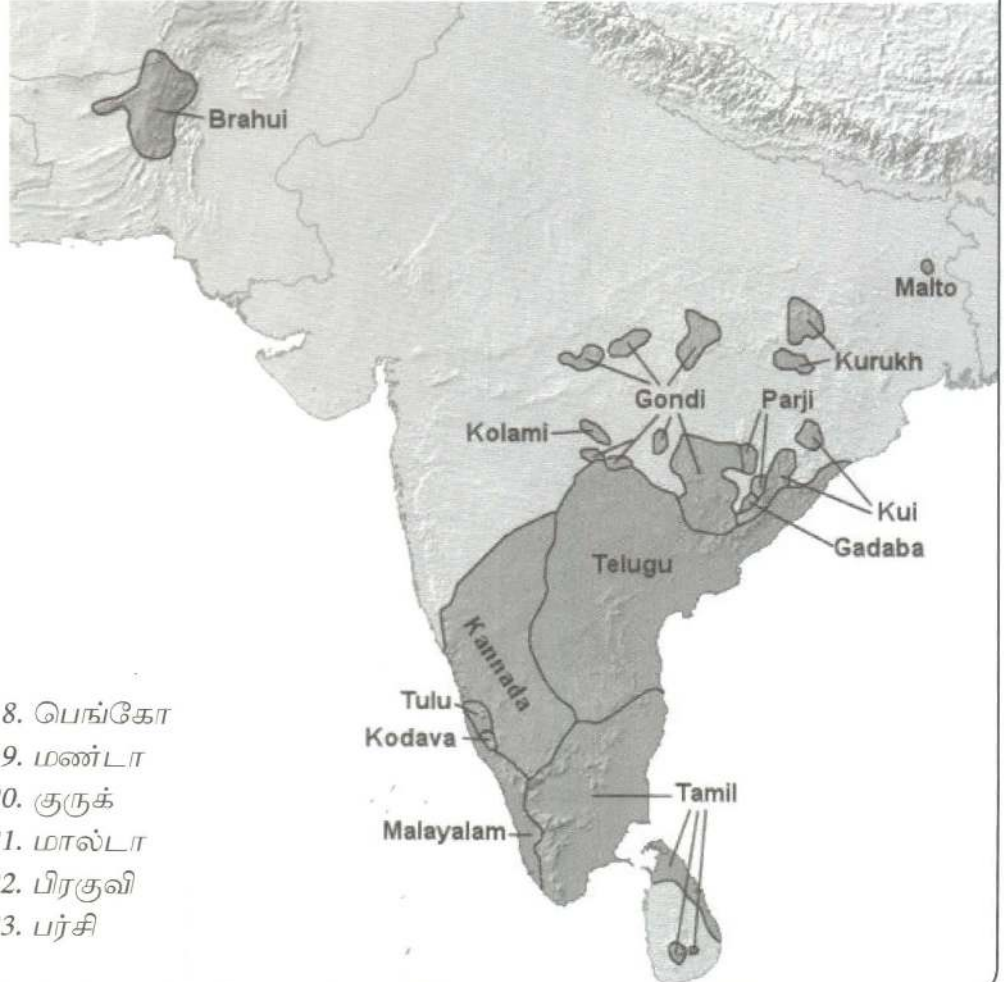 Brahui
Malto
Kurukh
Gondi
Parji
Kolami
Kui
Gadaba
Telugu
Kannada
Tulu
Kodava
Tamil
Malayalam
8. பெங்கோ
9. மண்டா
0. குருக்
1. மால்டா
2. பிரகுவி
3. பர்சி